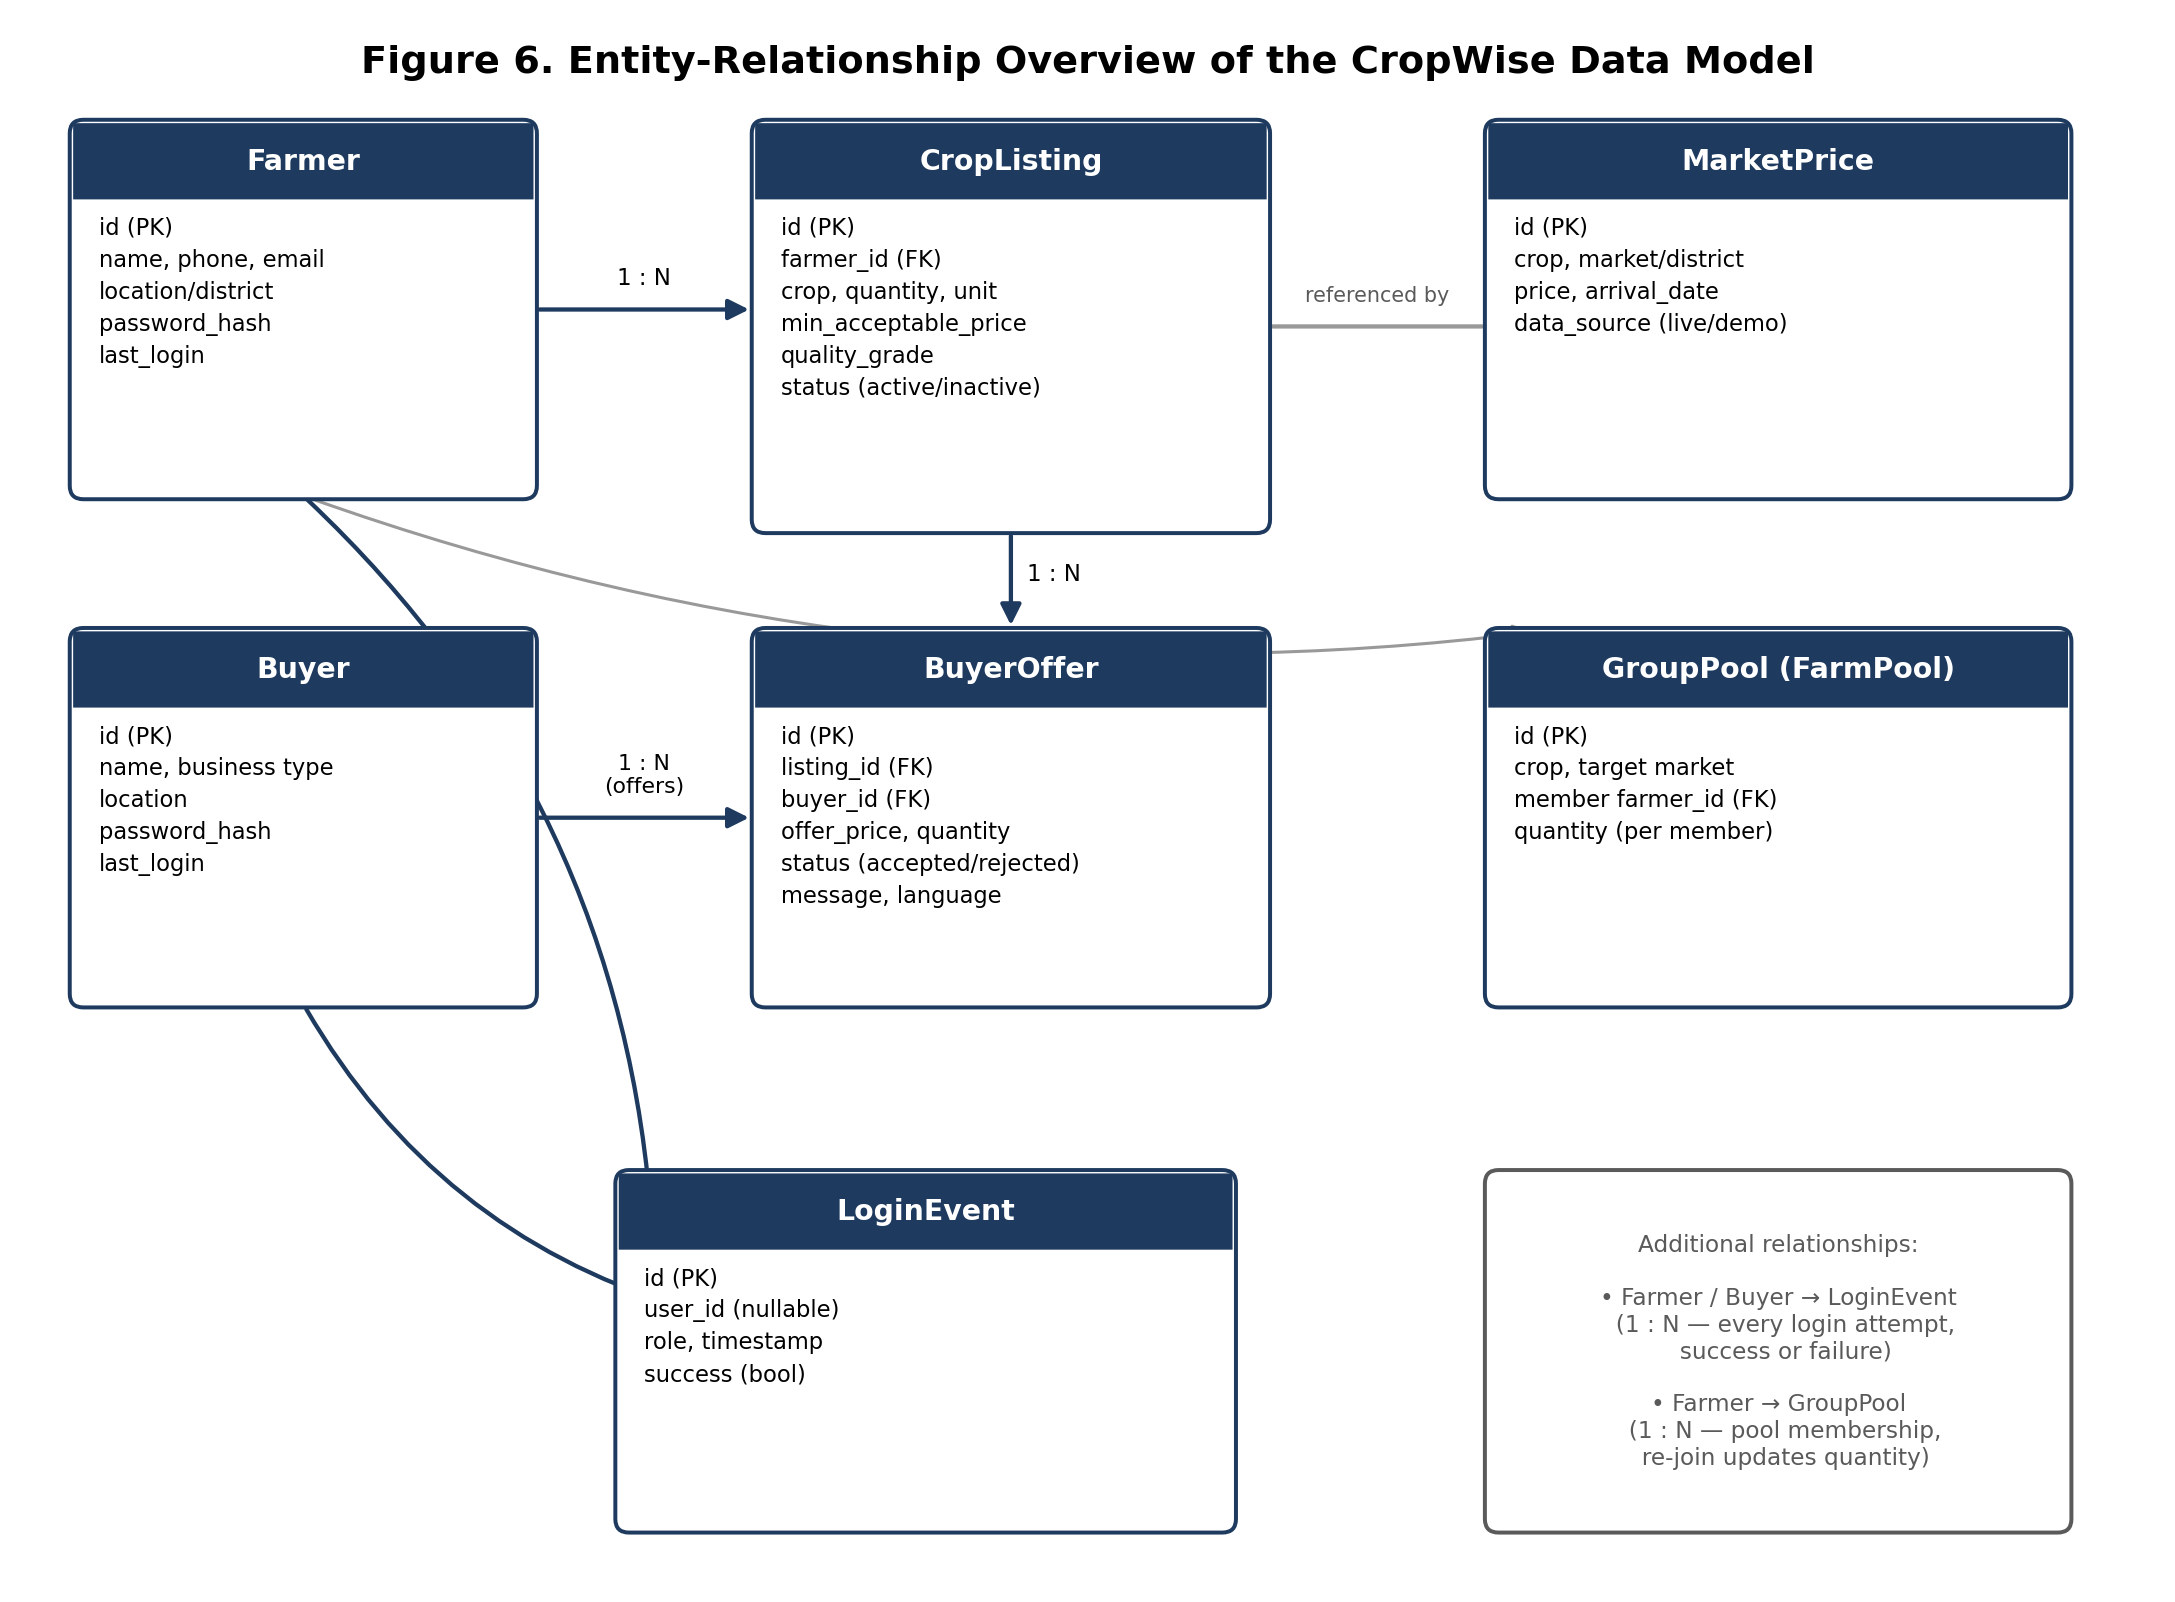 Figure 6. Entity-Relationship Overview of the CropWise Data Model
Farmer
id (PK)
name, phone, email
location/district
password_hash
last_login
1 : N
CropListing
id (PK)
farmer_id (FK)
crop, quantity, unit
min_acceptable_price
quality_grade
status (active/inactive)
referenced by
MarketPrice
id (PK)
crop, market/district
price, arrival_date
data_source (live/demo)
1 : N
Buyer
id (PK)
name, business type
location
password_hash
last_login
1 : N
(offers)
BuyerOffer
id (PK)
listing_id (FK)
buyer_id (FK)
offer_price, quantity
status (accepted/rejected)
message, language
GroupPool (FarmPool)
id (PK)
crop, target market
member farmer_id (FK)
quantity (per member)
LoginEvent
id (PK)
user_id (nullable)
role, timestamp
success (bool)
Additional relationships:
• Farmer / Buyer → LoginEvent
(1 : N — every login attempt,
success or failure)
• Farmer → GroupPool
(1 : N — pool membership,
re-join updates quantity)